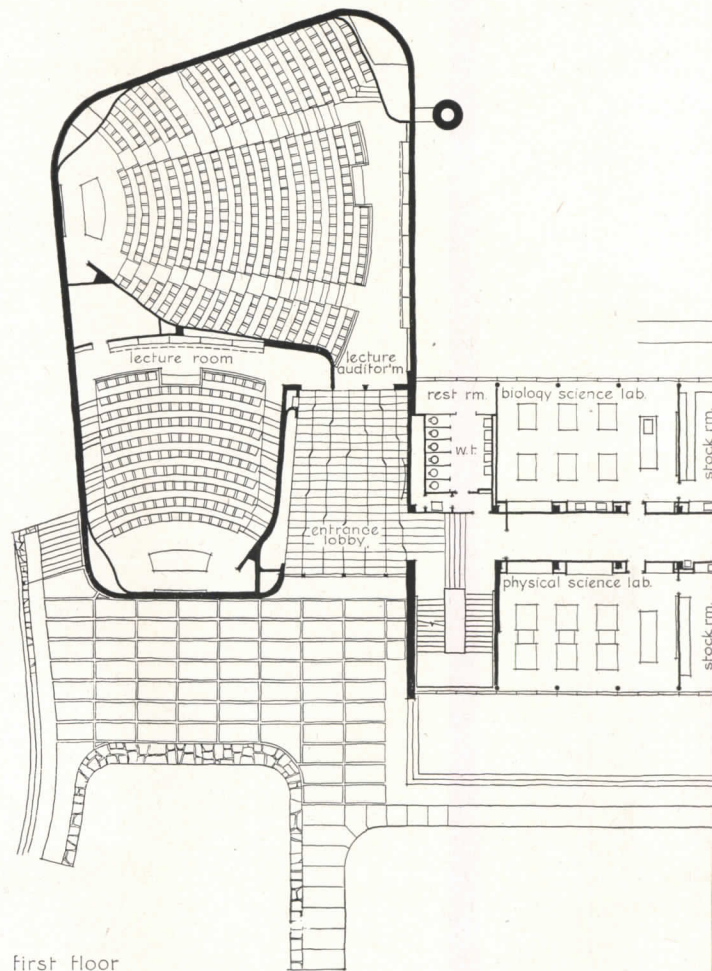 lecture room
lecture
auditor'm
rest rm.
biology science lab.
stock rm.
w.r.
entrance
lobby
physical science lab.
stock rm.
first floor